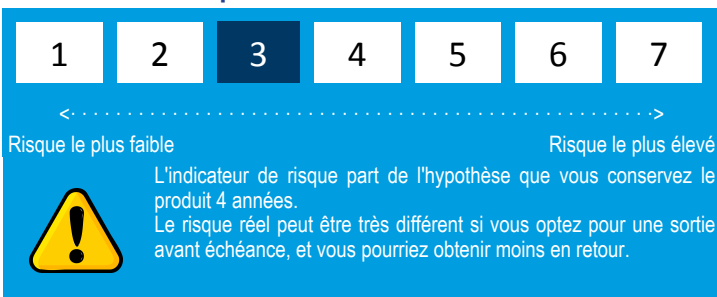 1 2 3 4 5 6 7
<· · · · · · · · · · · · · · · · · · · · · · · · · · · · · · · · · · · · · · · · · · · · · · · · · · · ·>
Risque le plus faible Risque le plus élevé
L'indicateur de risque part de l'hypothèse que vous conservez le
produit 4 années.
Le risque réel peut être très différent si vous optez pour une sortie
avant échéance, et vous pourriez obtenir moins en retour.